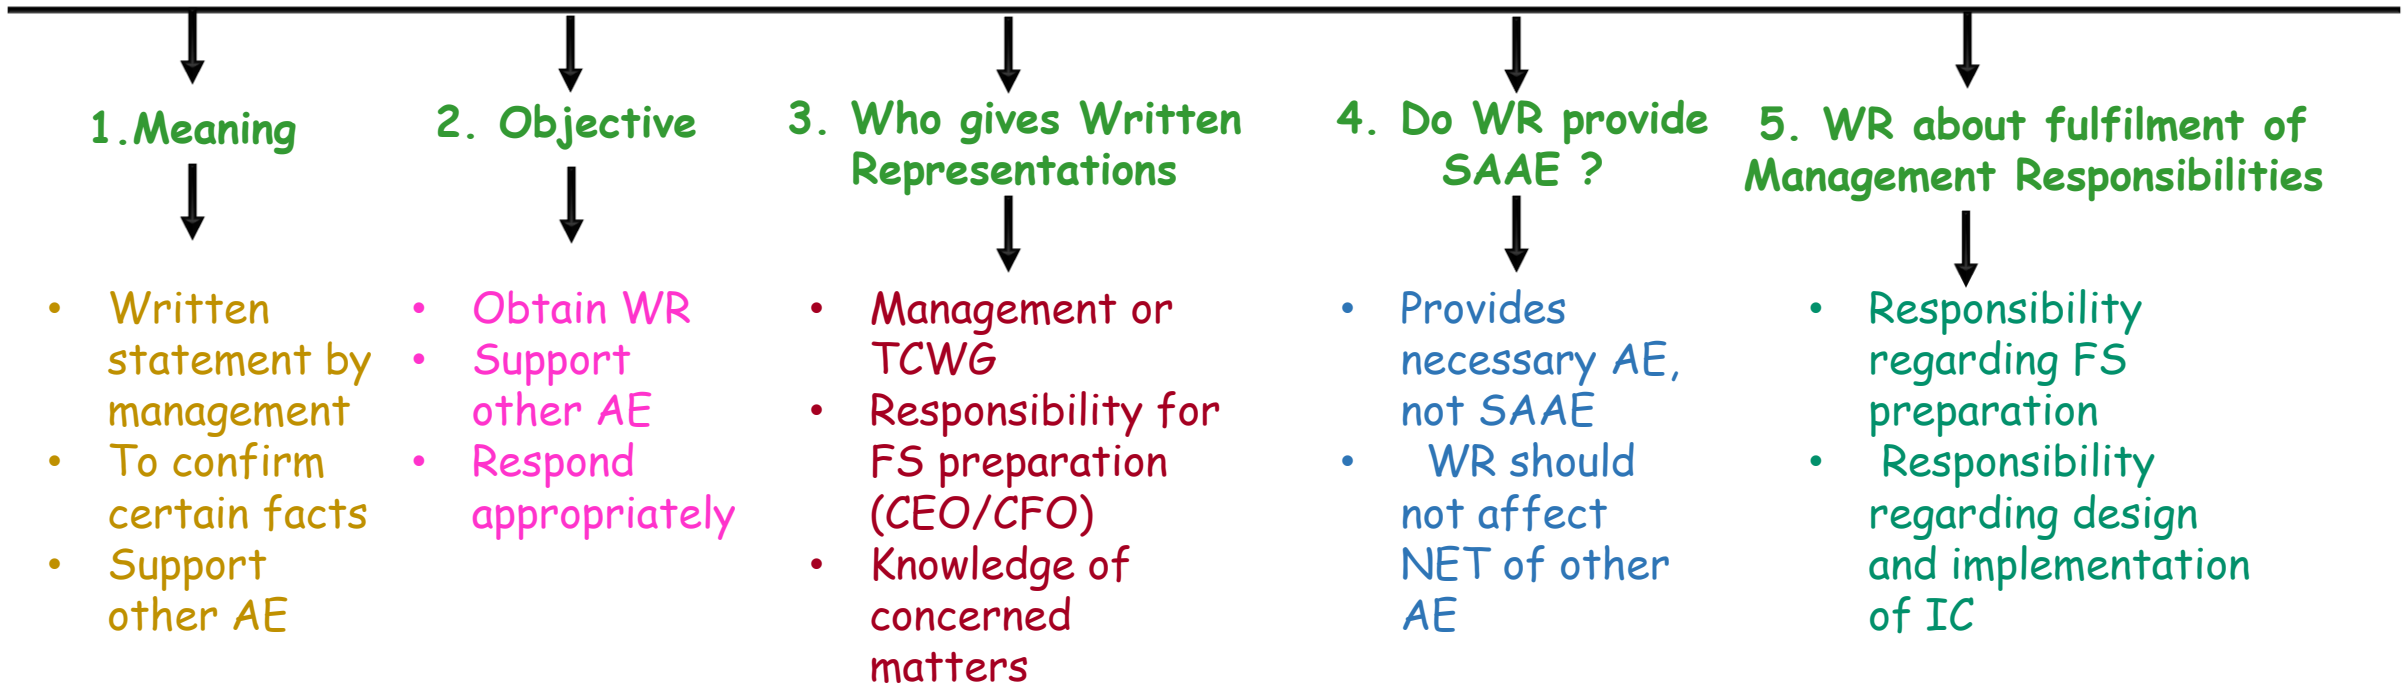 1.Meaning
• Written
statement by
management
• To confirm
certain facts
• Support
other AE
2. Objective
• Obtain WR
• Support
other AE
• Respond
appropriately
3. Who gives Written
Representations
• Management or
TCWG
• Responsibility for
FS preparation
(CEO/CFO)
• Knowledge of
concerned
matters
4. Do WR provide
SAAE ?
• Provides
necessary AE,
not SAAE
• WR should
not affect
NET of other
AE
5. WR about fulfilment of
Management Responsibilities
• Responsibility
regarding FS
preparation
• Responsibility
regarding design
and implementation
of IC